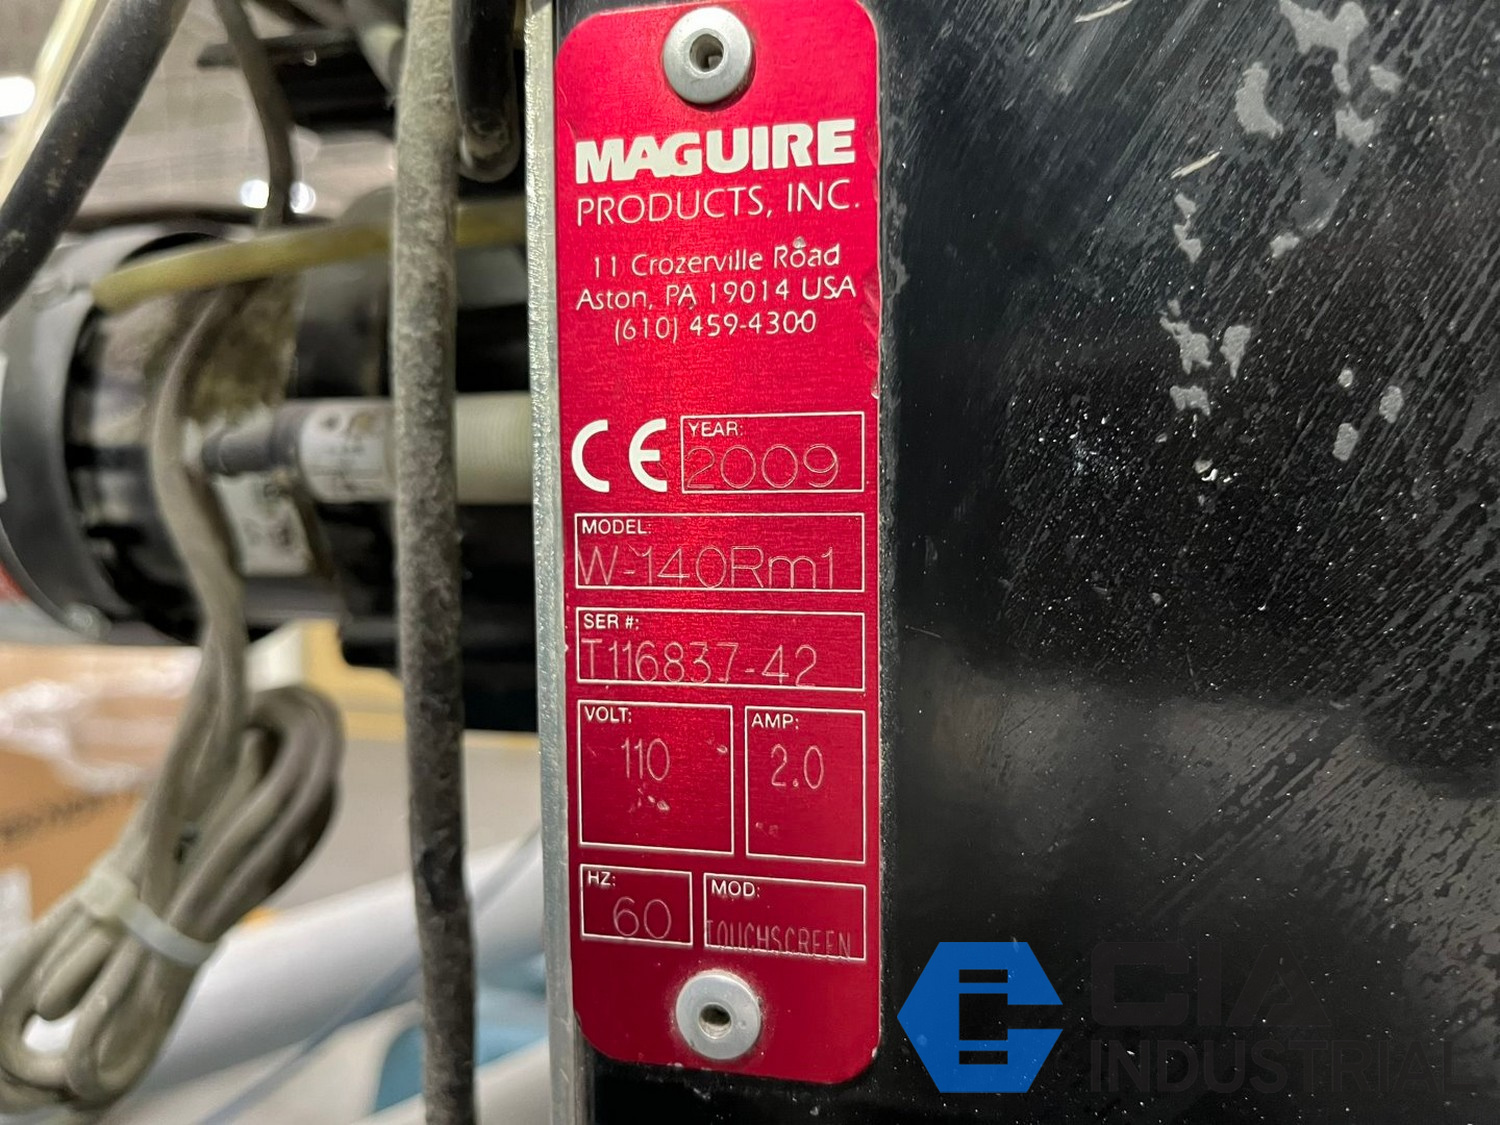 MAGUIRE
PRODUCTS, INC.
11 Crozerville Road
Aston, PA 19014 USA
(610) 459-4300
CE
YEAR:
2009
MODEL:
W-140Rm1
SER #:
T116837-42
VOLT:
110
AMP:
2.0
HZ:
60
MOD:
TOUCHSCREEN
CIA
INDUSTRIAL